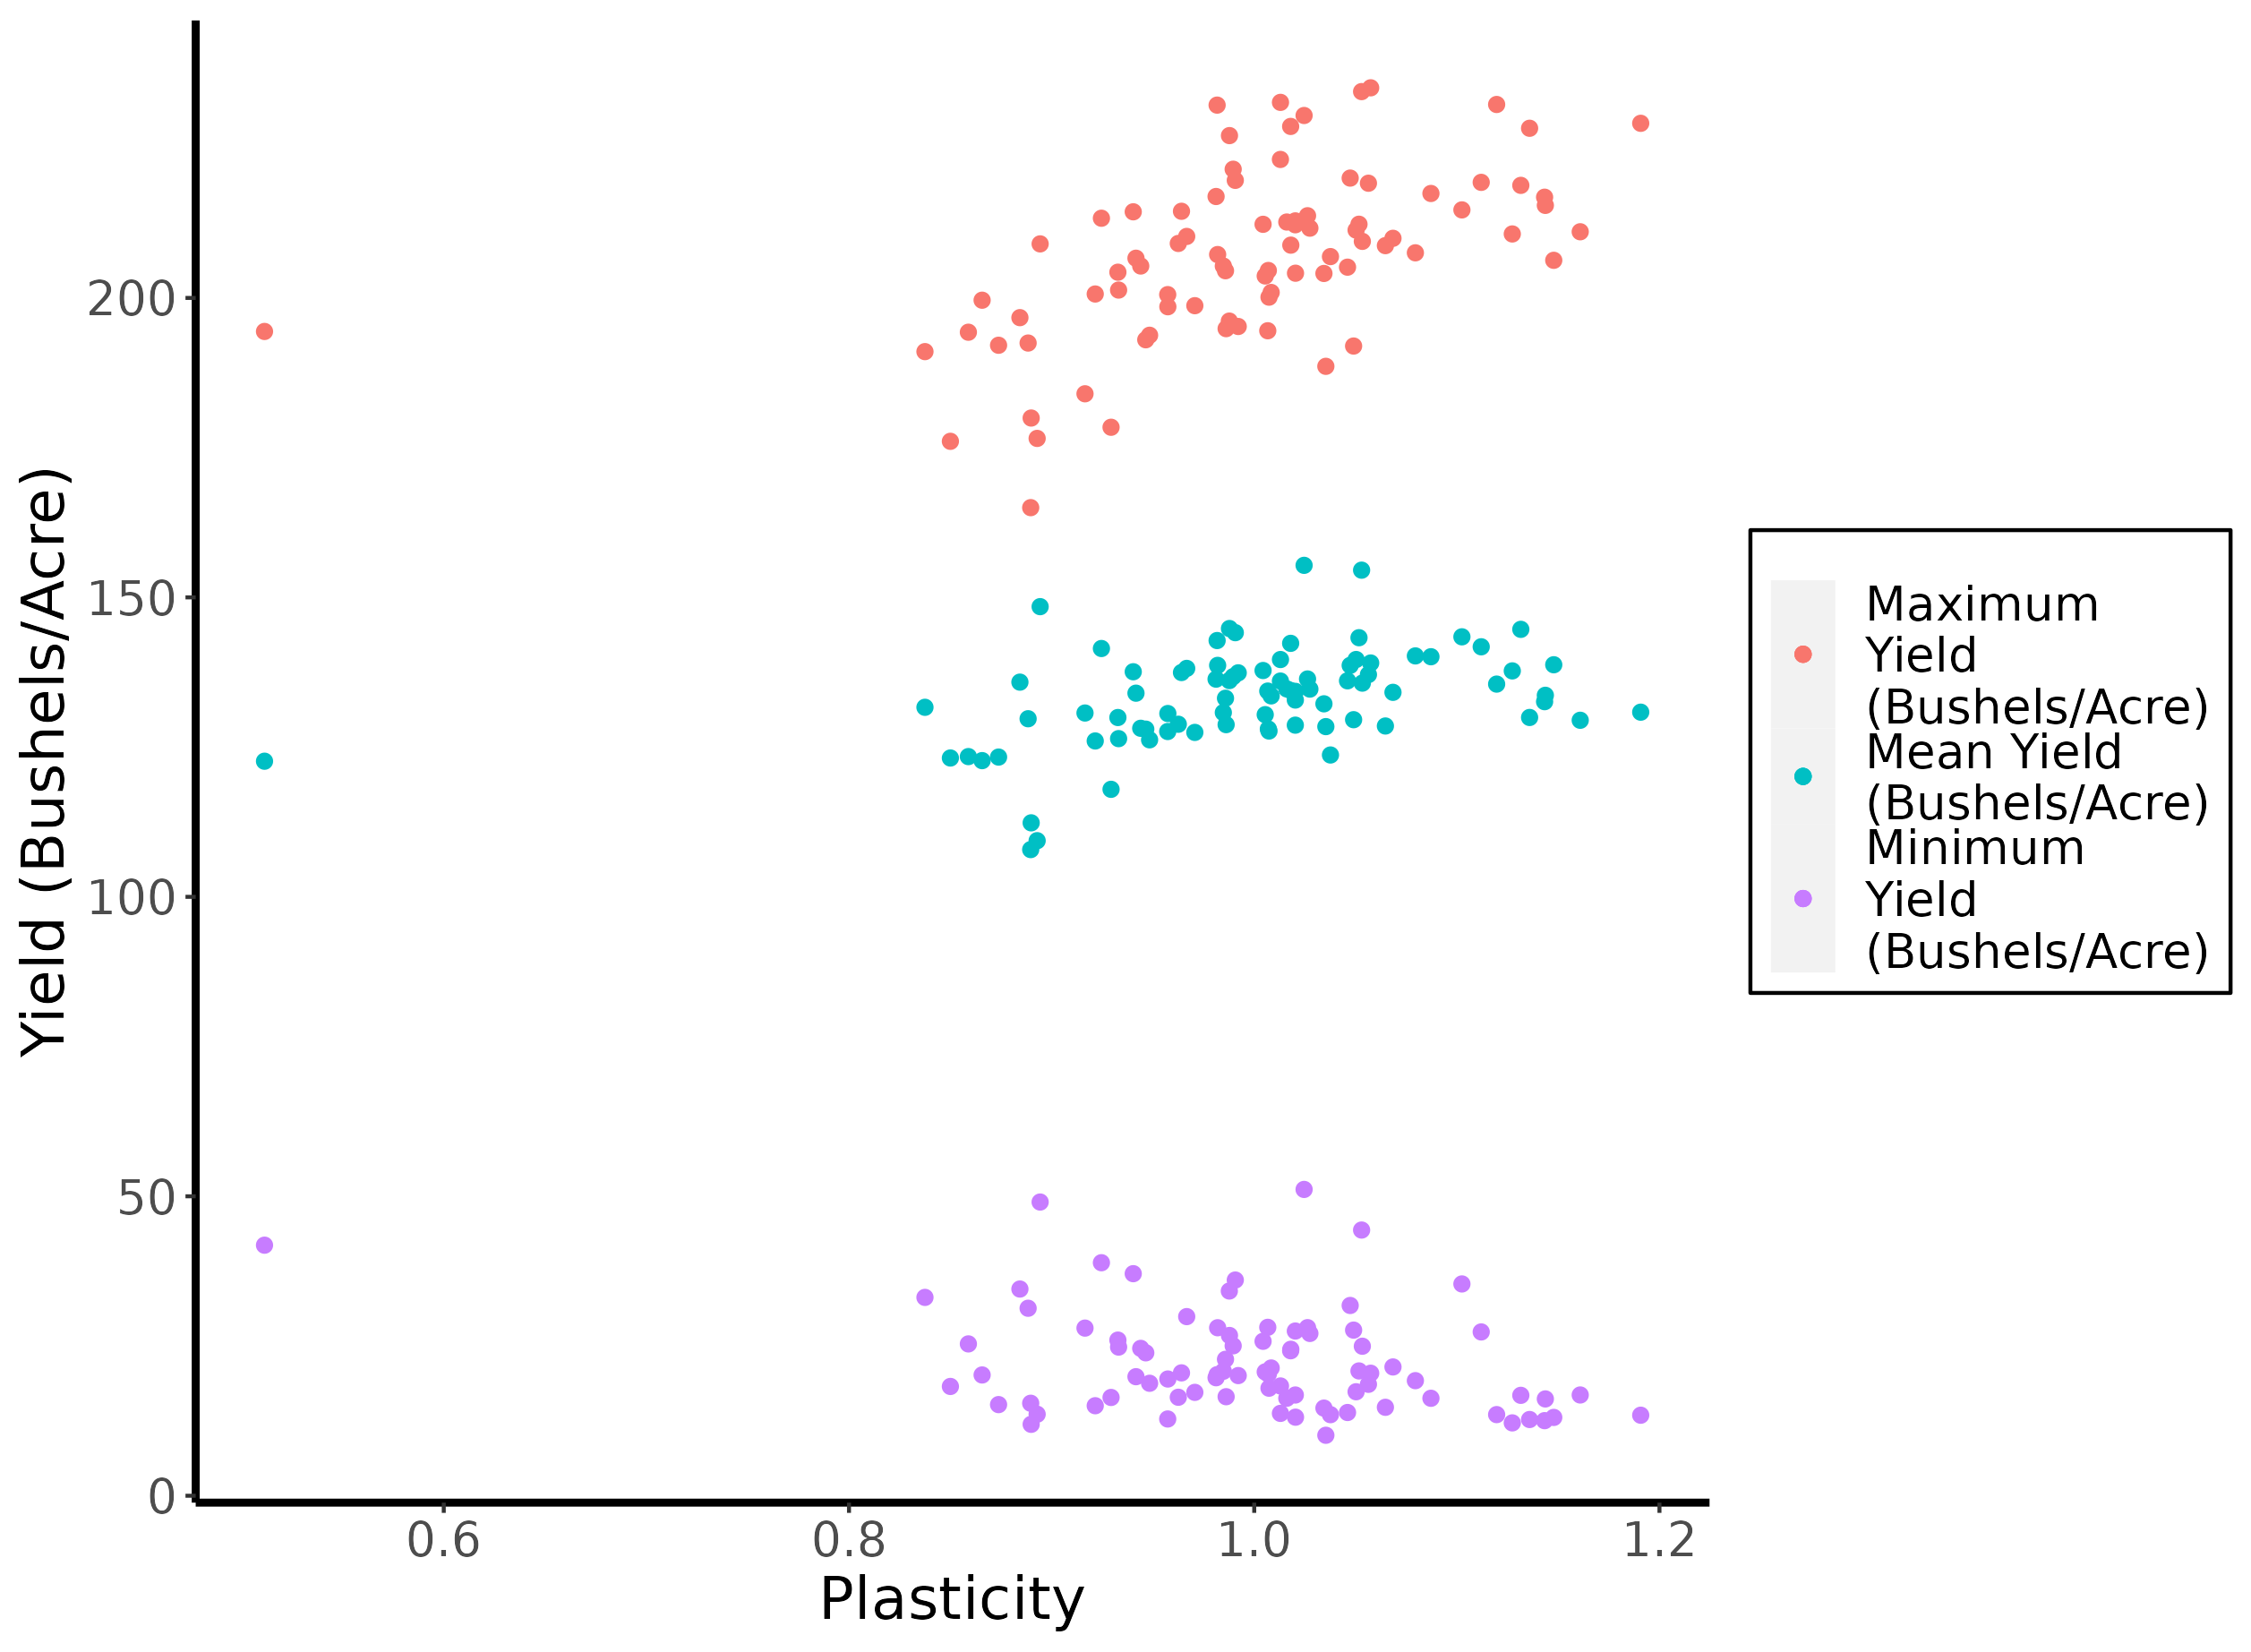 Yield (Bushels/Acre)
200
150
100
50
0
0.6
0.8
1.0
1.2
Plasticity
Maximum
Yield
(Bushels/Acre)
Mean Yield
(Bushels/Acre)
Minimum
Yield
(Bushels/Acre)